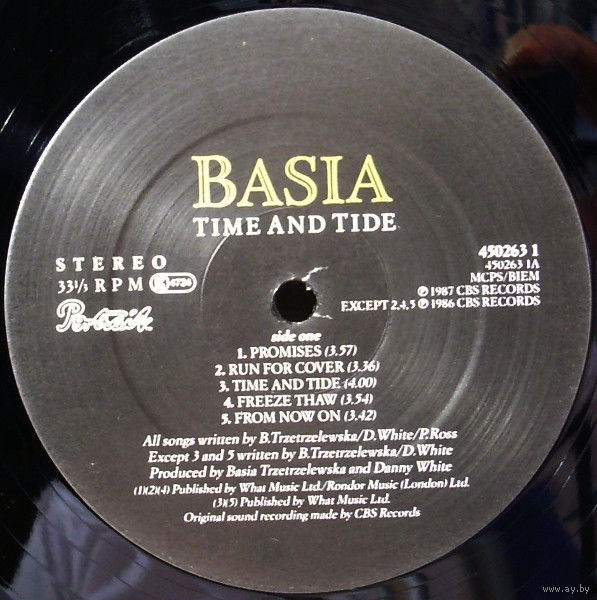 BASIA
TIME AND TIDE
STEREO
33⅓ RPM
450263 1
450263 1A
MCPS/BIEM
℗ 1987 CBS RECORDS
EXCEPT 2,4,5 ℗ 1986 CBS RECORDS
Portrait.
side one
1. PROMISES (3.57)
2. RUN FOR COVER (3.36)
3. TIME AND TIDE (4.00)
4. FREEZE THAW (3.54)
5. FROM NOW ON (3.42)
All songs written by B.Trzetrzelewska/D.White/P.Ross
Except 3 and 5 written by B.Trzetrzelewska/D.White
Produced by Basia Trzetrzelewska and Danny White
(1)(2)(4) Published by What Music Ltd./Rondor Music (London) Ltd.
(3)(5) Published by What Music Ltd.
Original sound recording made by CBS Records
www.ay.by